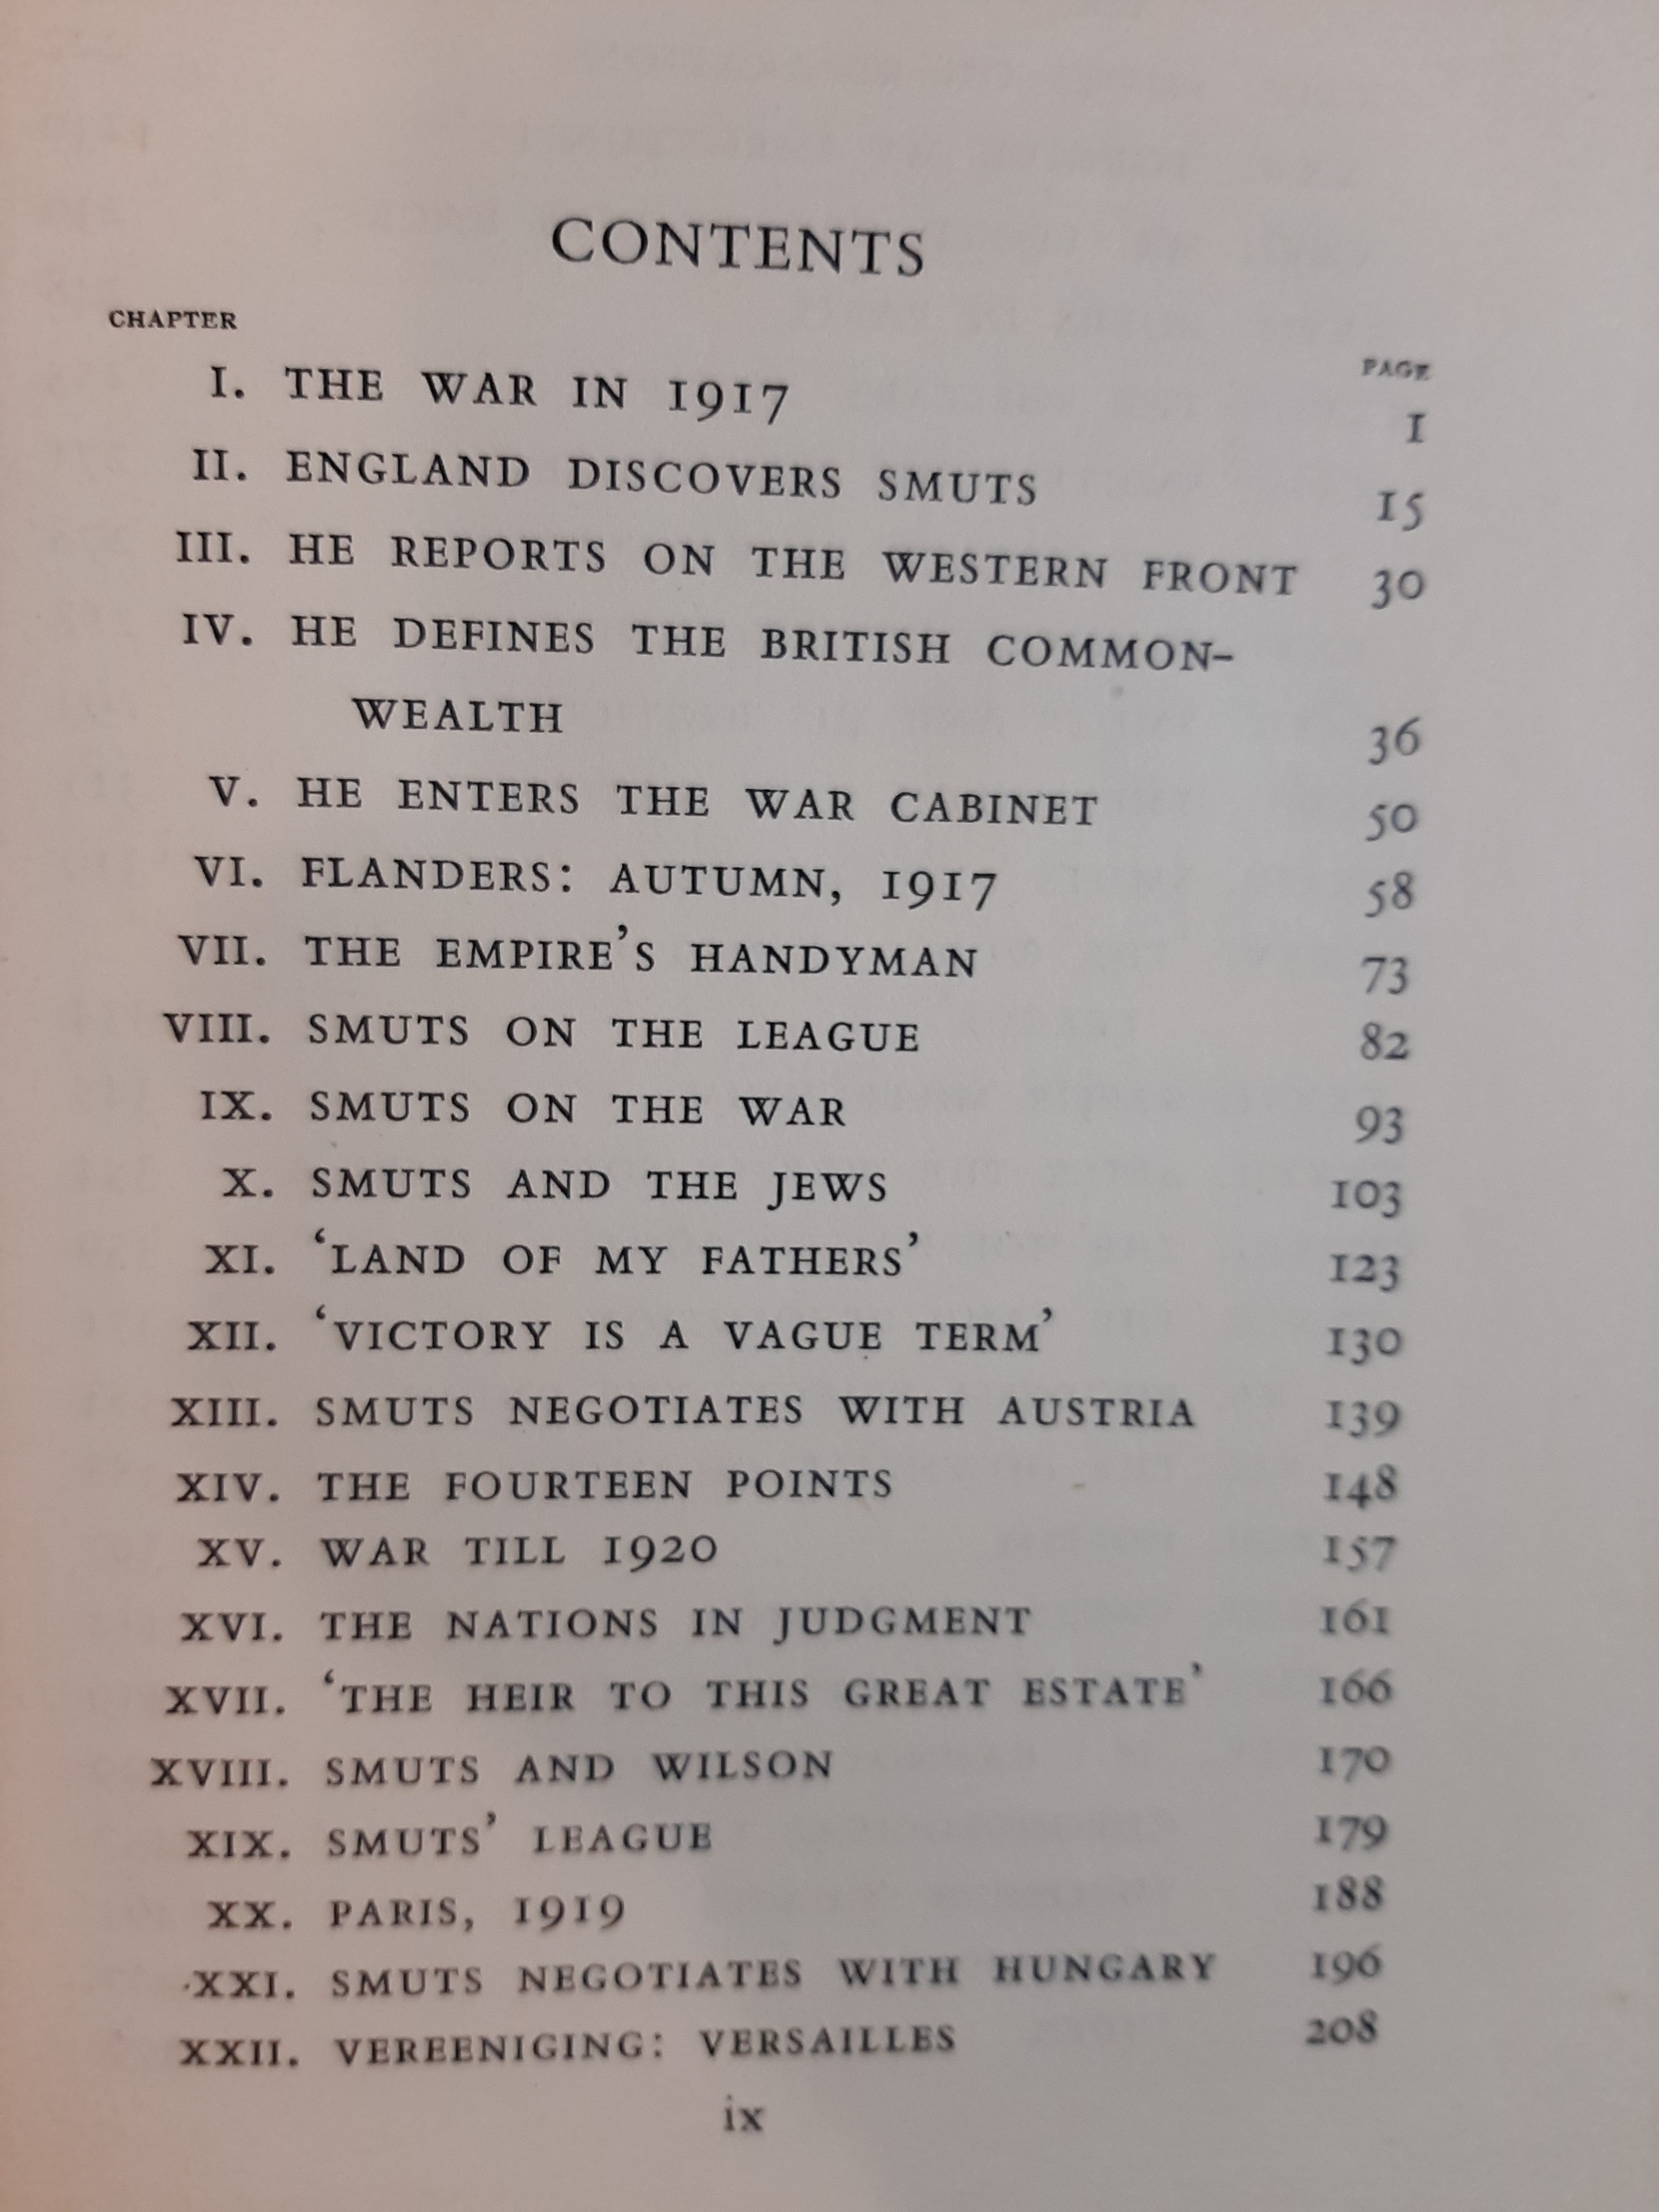 CONTENTS
CHAPTER
PAGE
I. THE WAR IN 1917 1
II. ENGLAND DISCOVERS SMUTS 15
III. HE REPORTS ON THE WESTERN FRONT 30
IV. HE DEFINES THE BRITISH COMMON-
WEALTH 36
V. HE ENTERS THE WAR CABINET 50
VI. FLANDERS: AUTUMN, 1917 58
VII. THE EMPIRE'S HANDYMAN 73
VIII. SMUTS ON THE LEAGUE 82
IX. SMUTS ON THE WAR 93
X. SMUTS AND THE JEWS 103
XI. 'LAND OF MY FATHERS' 123
XII. 'VICTORY IS A VAGUE TERM' 130
XIII. SMUTS NEGOTIATES WITH AUSTRIA 139
XIV. THE FOURTEEN POINTS 148
XV. WAR TILL 1920 157
XVI. THE NATIONS IN JUDGMENT 161
XVII. 'THE HEIR TO THIS GREAT ESTATE' 166
XVIII. SMUTS AND WILSON 170
XIX. SMUTS' LEAGUE 179
XX. PARIS, 1919 188
XXI. SMUTS NEGOTIATES WITH HUNGARY 196
XXII. VEREENIGING: VERSAILLES 208
ix